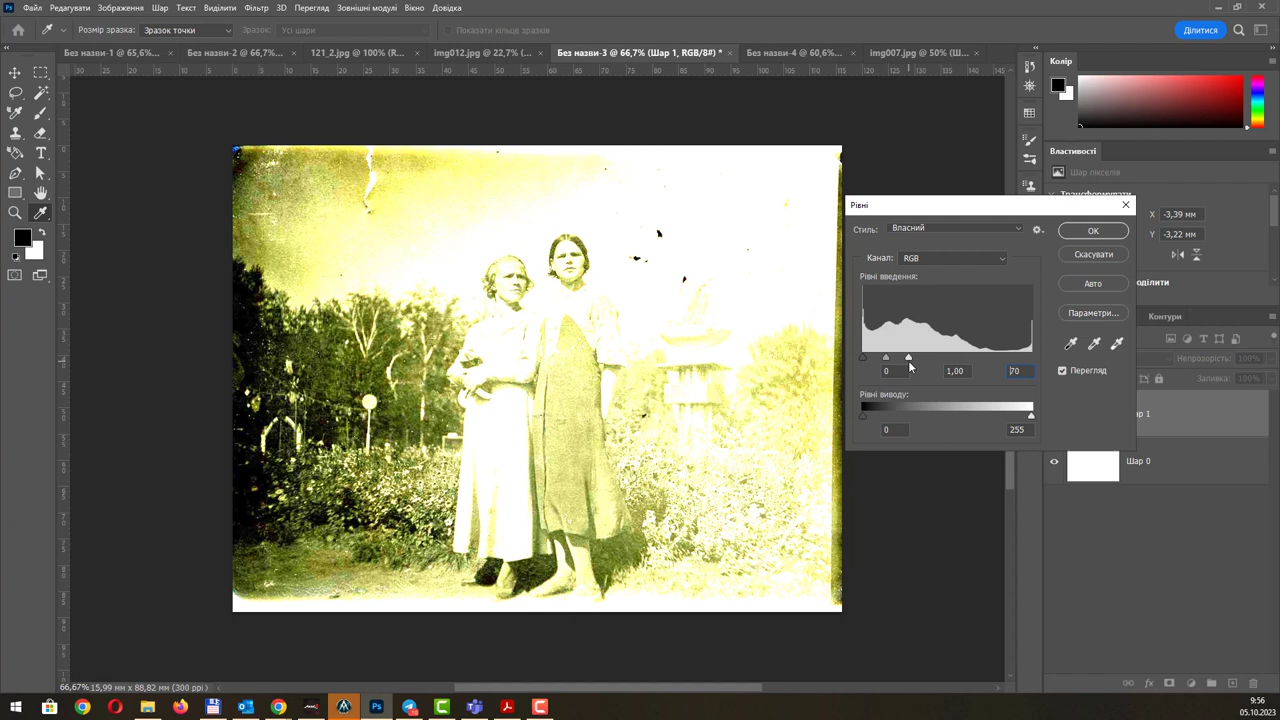 Ps Файл Редагувати Зображення Шар Текст Виділити Фільтр 3D Перегляд Зовнішні модулі Вікно Довідка
Розмір зразка: Зразок точки Зразок: Усі шари Показати кільце зразка Ділитися
Без назви-1 @ 65,6%... × Без назви-2 @ 66,7%... × 121_2.jpg @ 100% (R... × img012.jpg @ 22,7% (... × Без назви-3 @ 66,7% (Шар 1, RGB/8#) * × Без назви-4 @ 60,6%... × img007.jpg @ 50% (Ш... ×
Колір
Властивості
Шар пікселів
Трансформувати
X -3,39 мм
Y -3,22 мм
Контури
Непрозорість: 100%
Заливка: 100%
Шар 0
Рівні
Стиль: Власний
Канал: RGB
Рівні введення:
0 1,00 70
Рівні виводу:
0 255
OK
Скасувати
Авто
Параметри...
Перегляд
66,67% 15,99 мм × 88,82 мм (300 ppi)
9:56
05.10.2023